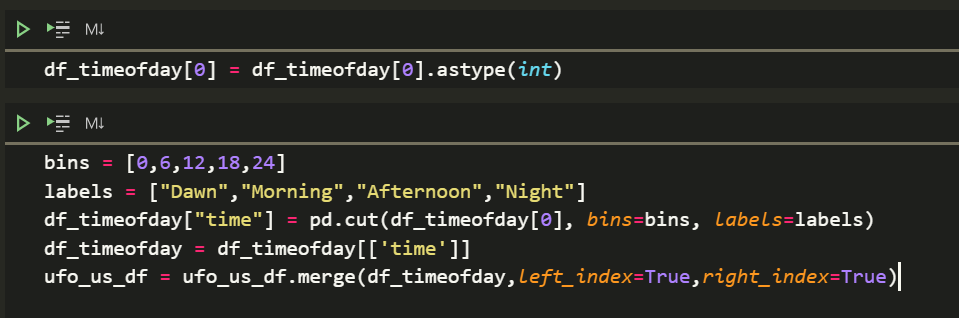 M↓
df_timeofday[0] = df_timeofday[0].astype(int)
M↓
bins = [0,6,12,18,24]
labels = ["Dawn","Morning","Afternoon","Night"]
df_timeofday["time"] = pd.cut(df_timeofday[0], bins=bins, labels=labels)
df_timeofday = df_timeofday[['time']]
ufo_us_df = ufo_us_df.merge(df_timeofday,left_index=True,right_index=True)